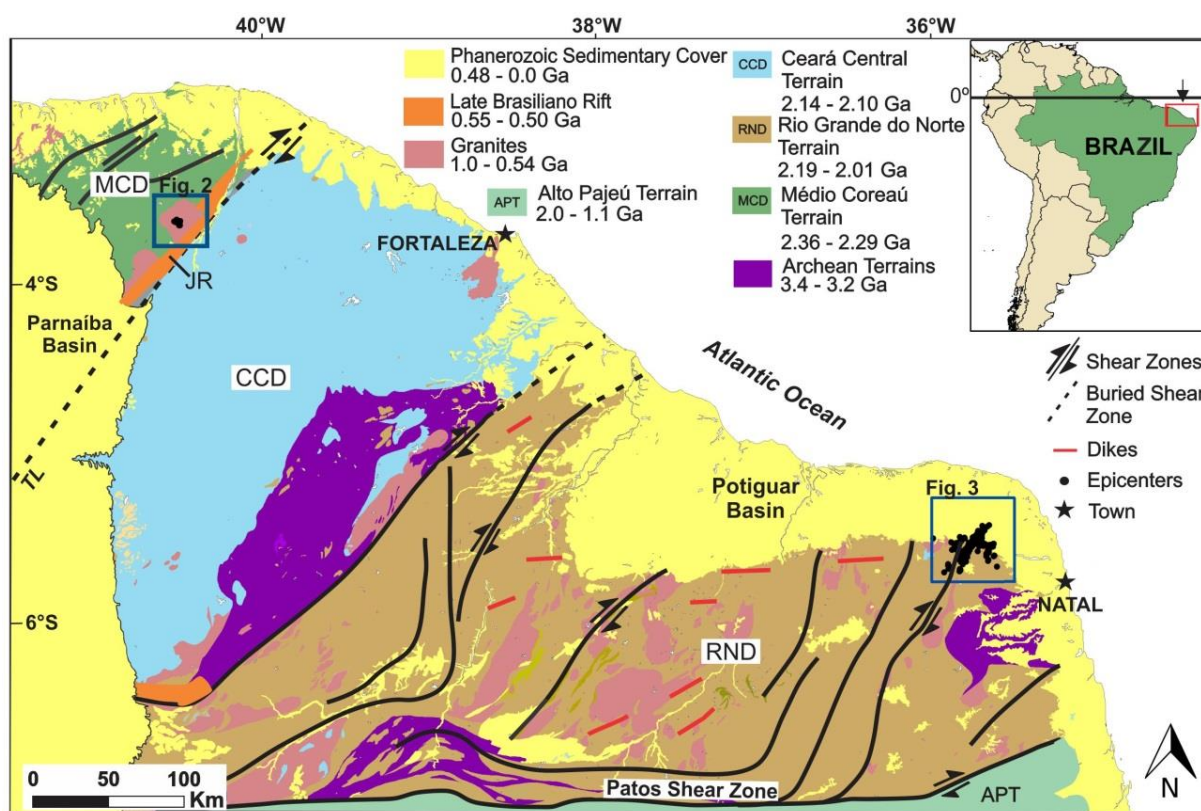 40°W
38°W
36°W
Phanerozoic Sedimentary Cover
0.48 - 0.0 Ga
Late Brasiliano Rift
0.55 - 0.50 Ga
Granites
1.0 - 0.54 Ga
APT
Alto Pajeú Terrain
2.0 - 1.1 Ga
CCD
Ceará Central
Terrain
2.14 - 2.10 Ga
RND
Rio Grande do Norte
Terrain
2.19 - 2.01 Ga
MCD
Médio Coreaú
Terrain
2.36 - 2.29 Ga
Archean Terrains
3.4 - 3.2 Ga
0°
BRAZIL
Shear Zones
Buried Shear
Zone
Dikes
Epicenters
Town
MCD
Fig. 2
FORTALEZA
4°S
JR
Parnaíba
Basin
CCD
Atlantic Ocean
TL
Potiguar
Basin
Fig. 3
NATAL
6°S
RND
0 50 100
Km
Patos Shear Zone
APT
N